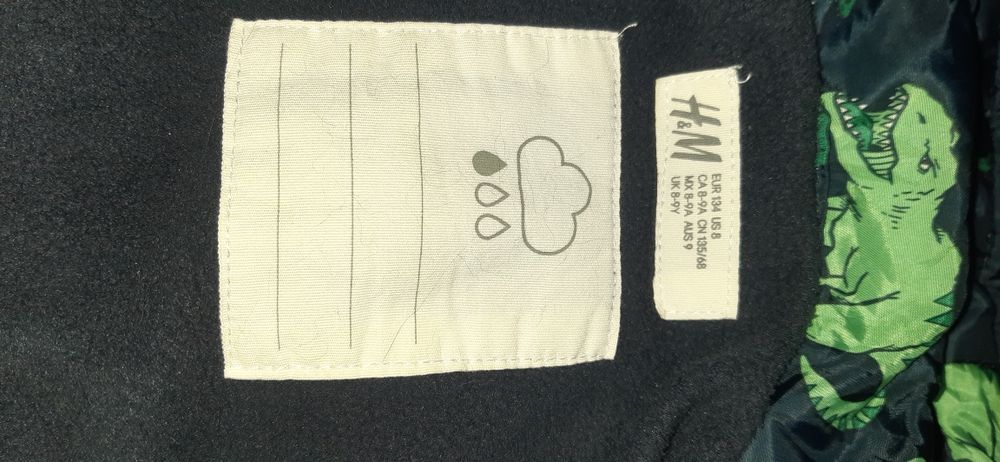 H&M
EUR 134 US 8
CA 8-9A CN 135/68
MX 8-9A AUS 9
UK 8-9Y